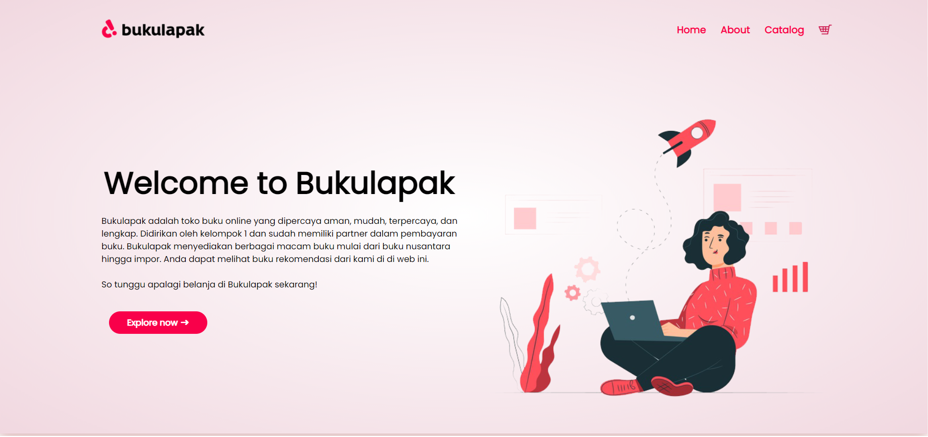 bukulapak
Home About Catalog
Welcome to Bukulapak
Bukulapak adalah toko buku online yang dipercaya aman, mudah, terpercaya, dan
lengkap. Didirikan oleh kelompok 1 dan sudah memiliki partner dalam pembayaran
buku. Bukulapak menyediakan berbagai macam buku mulai dari buku nusantara
hingga impor. Anda dapat melihat buku rekomendasi dari kami di di web ini.
So tunggu apalagi belanja di Bukulapak sekarang!
Explore now ➔